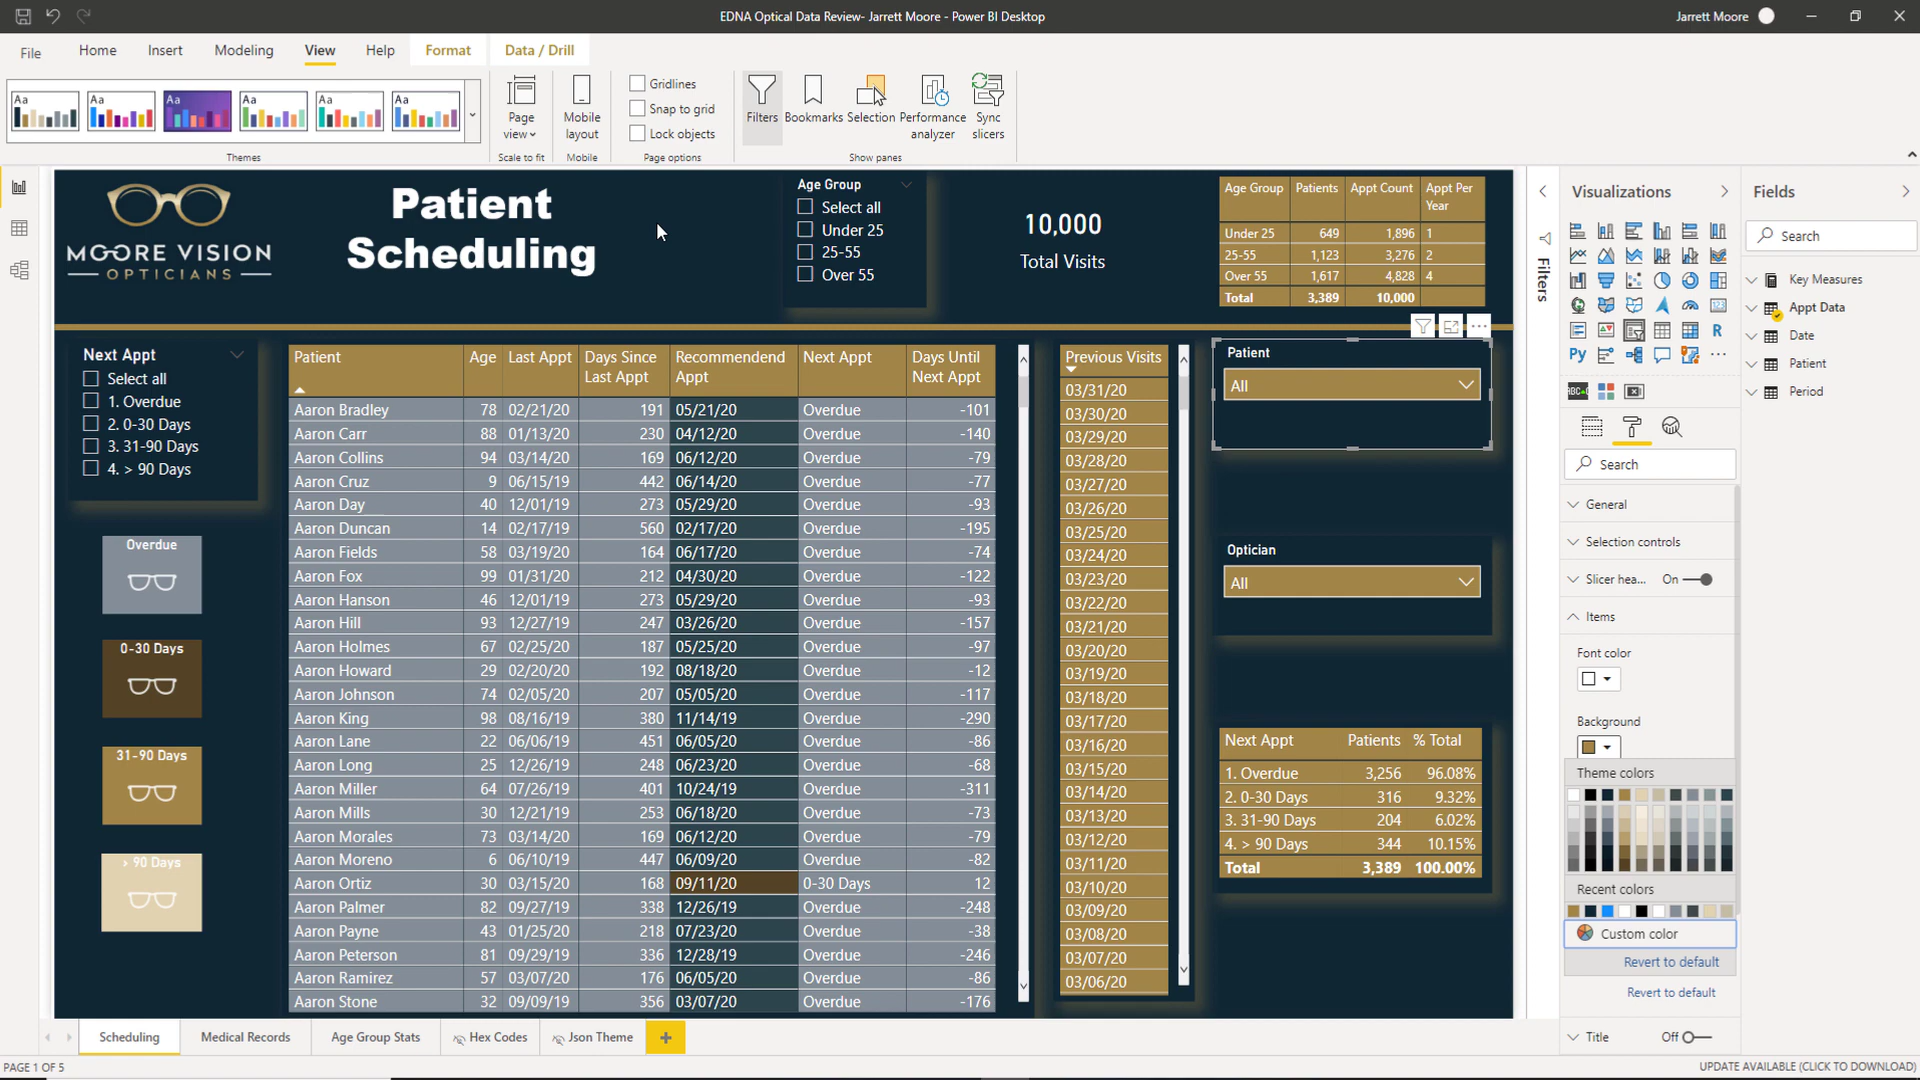 EDNA Optical Data Review- Jarrett Moore - Power BI Desktop
Jarrett Moore
File
Home
Insert
Modeling
View
Help
Format
Data / Drill
Aa
Aa
Aa
Aa
Aa
Aa
Page view
Mobile layout
Gridlines
Snap to grid
Lock objects
Filters
Bookmarks
Selection
Performance analyzer
Sync slicers
Themes
Scale to fit
Mobile
Page options
Show panes
MOORE VISION
OPTICIANS
Patient
Scheduling
Age Group
Select all
Under 25
25-55
Over 55
10,000
Total Visits
Age Group Patients Appt Count Appt Per Year
Under 25 649 1,896 1
25-55 1,123 3,276 2
Over 55 1,617 4,828 4
Total 3,389 10,000
Next Appt
Select all
1. Overdue
2. 0-30 Days
3. 31-90 Days
4. > 90 Days
Overdue
0-30 Days
31-90 Days
> 90 Days
Patient Age Last Appt Days Since Last Appt Recommendend Appt Next Appt Days Until Next Appt
Aaron Bradley 78 02/21/20 191 05/21/20 Overdue -101
Aaron Carr 88 01/13/20 230 04/12/20 Overdue -140
Aaron Collins 94 03/14/20 169 06/12/20 Overdue -79
Aaron Cruz 9 06/15/19 442 06/14/20 Overdue -77
Aaron Day 40 12/01/19 273 05/29/20 Overdue -93
Aaron Duncan 14 02/17/19 560 02/17/20 Overdue -195
Aaron Fields 58 03/19/20 164 06/17/20 Overdue -74
Aaron Fox 99 01/31/20 212 04/30/20 Overdue -122
Aaron Hanson 46 12/01/19 273 05/29/20 Overdue -93
Aaron Hill 93 12/27/19 247 03/26/20 Overdue -157
Aaron Holmes 67 02/25/20 187 05/25/20 Overdue -97
Aaron Howard 29 02/20/20 192 08/18/20 Overdue -12
Aaron Johnson 74 02/05/20 207 05/05/20 Overdue -117
Aaron King 98 08/16/19 380 11/14/19 Overdue -290
Aaron Lane 22 06/06/19 451 06/05/20 Overdue -86
Aaron Long 25 12/26/19 248 06/23/20 Overdue -68
Aaron Miller 64 07/26/19 401 10/24/19 Overdue -311
Aaron Mills 30 12/21/19 253 06/18/20 Overdue -73
Aaron Morales 73 03/14/20 169 06/12/20 Overdue -79
Aaron Moreno 6 06/10/19 447 06/09/20 Overdue -82
Aaron Ortiz 30 03/15/20 168 09/11/20 0-30 Days 12
Aaron Palmer 82 09/27/19 338 12/26/19 Overdue -248
Aaron Payne 43 01/25/20 218 07/23/20 Overdue -38
Aaron Peterson 81 09/29/19 336 12/28/19 Overdue -246
Aaron Ramirez 57 03/07/20 176 06/05/20 Overdue -86
Aaron Stone 32 09/09/19 356 03/07/20 Overdue -176
Previous Visits
03/31/20
03/30/20
03/29/20
03/28/20
03/27/20
03/26/20
03/25/20
03/24/20
03/23/20
03/22/20
03/21/20
03/20/20
03/19/20
03/18/20
03/17/20
03/16/20
03/15/20
03/14/20
03/13/20
03/12/20
03/11/20
03/10/20
03/09/20
03/08/20
03/07/20
03/06/20
Patient
All
Optician
All
Next Appt Patients % Total
1. Overdue 3,256 96.08%
2. 0-30 Days 316 9.32%
3. 31-90 Days 204 6.02%
4. > 90 Days 344 10.15%
Total 3,389 100.00%
Filters
Visualizations
R
Py
Search
General
Selection controls
Slicer hea... On
Items
Font color
Background
Theme colors
Recent colors
Custom color
Revert to default
Revert to default
Title Off
Fields
Search
Key Measures
Appt Data
Date
Patient
Period
Scheduling
Medical Records
Age Group Stats
Hex Codes
Json Theme
PAGE 1 OF 5
UPDATE AVAILABLE (CLICK TO DOWNLOAD)